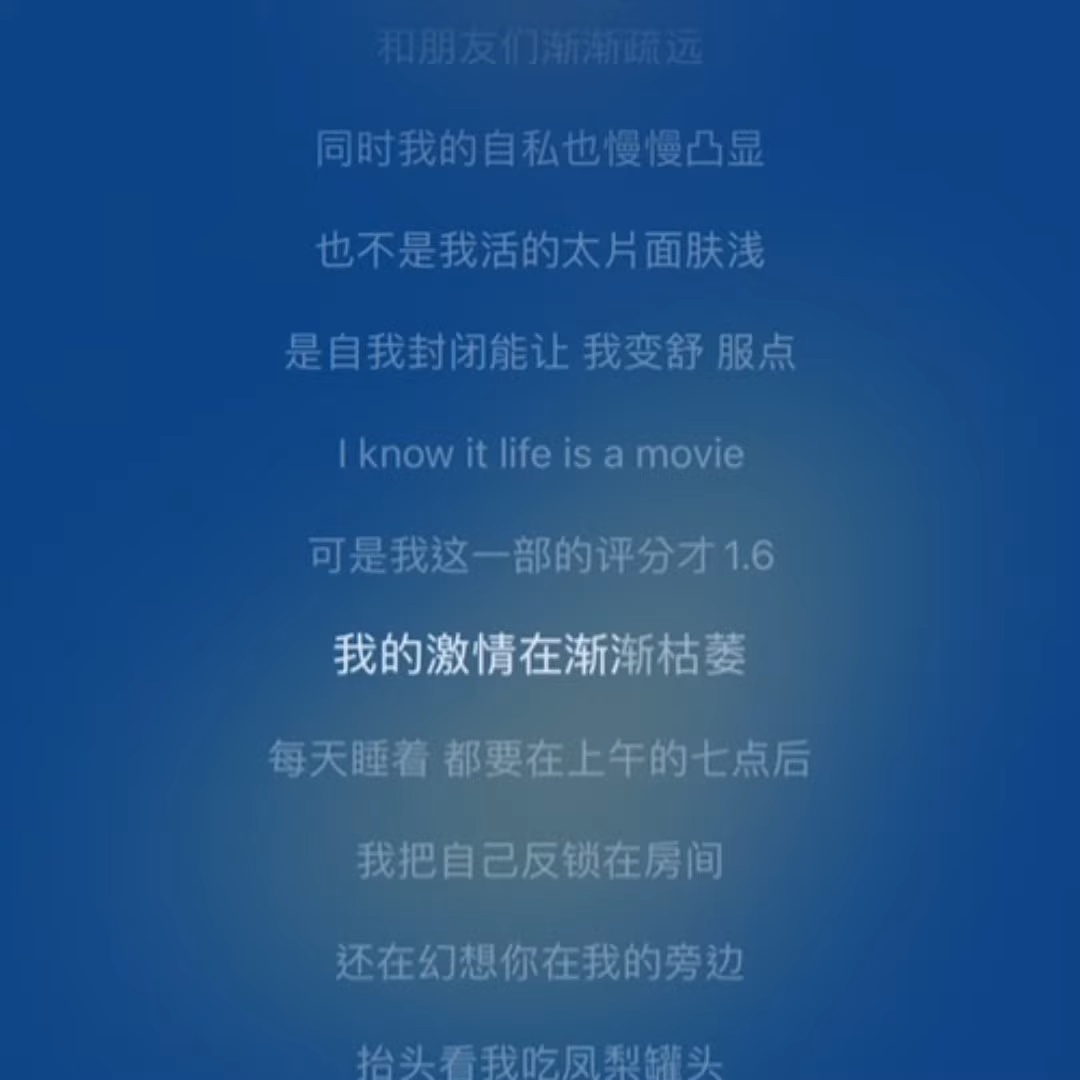 和朋友们渐渐疏远
同时我的自私也慢慢凸显
也不是我活的太片面肤浅
是自我封闭能让 我变舒 服点
I know it life is a movie
可是我这一部的评分才 1.6
我的激情在渐渐枯萎
每天睡着 都要在上午的七点后
我把自己反锁在房间
还在幻想你在我的旁边
抬头看我吃凤梨罐头